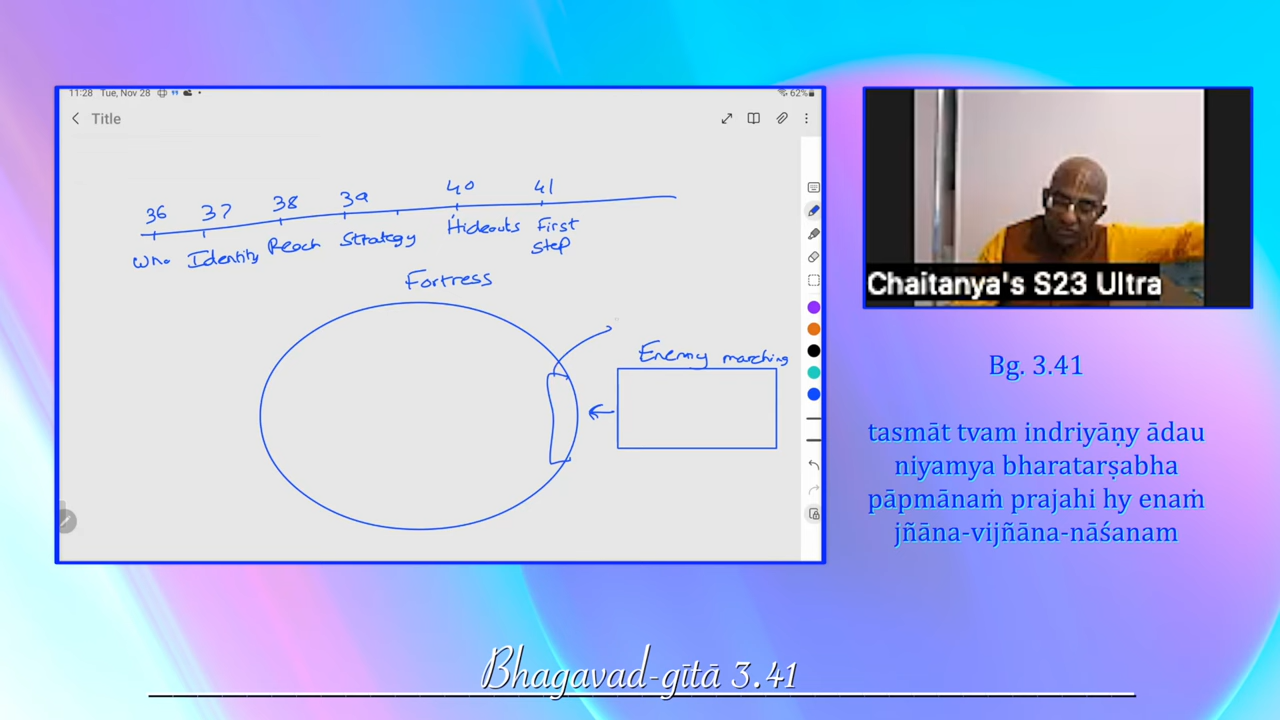 11:28 Tue, Nov 28
62%
Title
36 37 38 39 40 41
Who Identity Reach Strategy Hideouts First step
Fortress
Enemy marching
Chaitanya's S23 Ultra
Bg. 3.41
tasmāt tvam indriyāṇy ādau
niyamya bharatarṣabha
pāpmānaṁ prajahi hy enaṁ
jñāna-vijñāna-nāśanam
Bhagavad-gītā 3.41